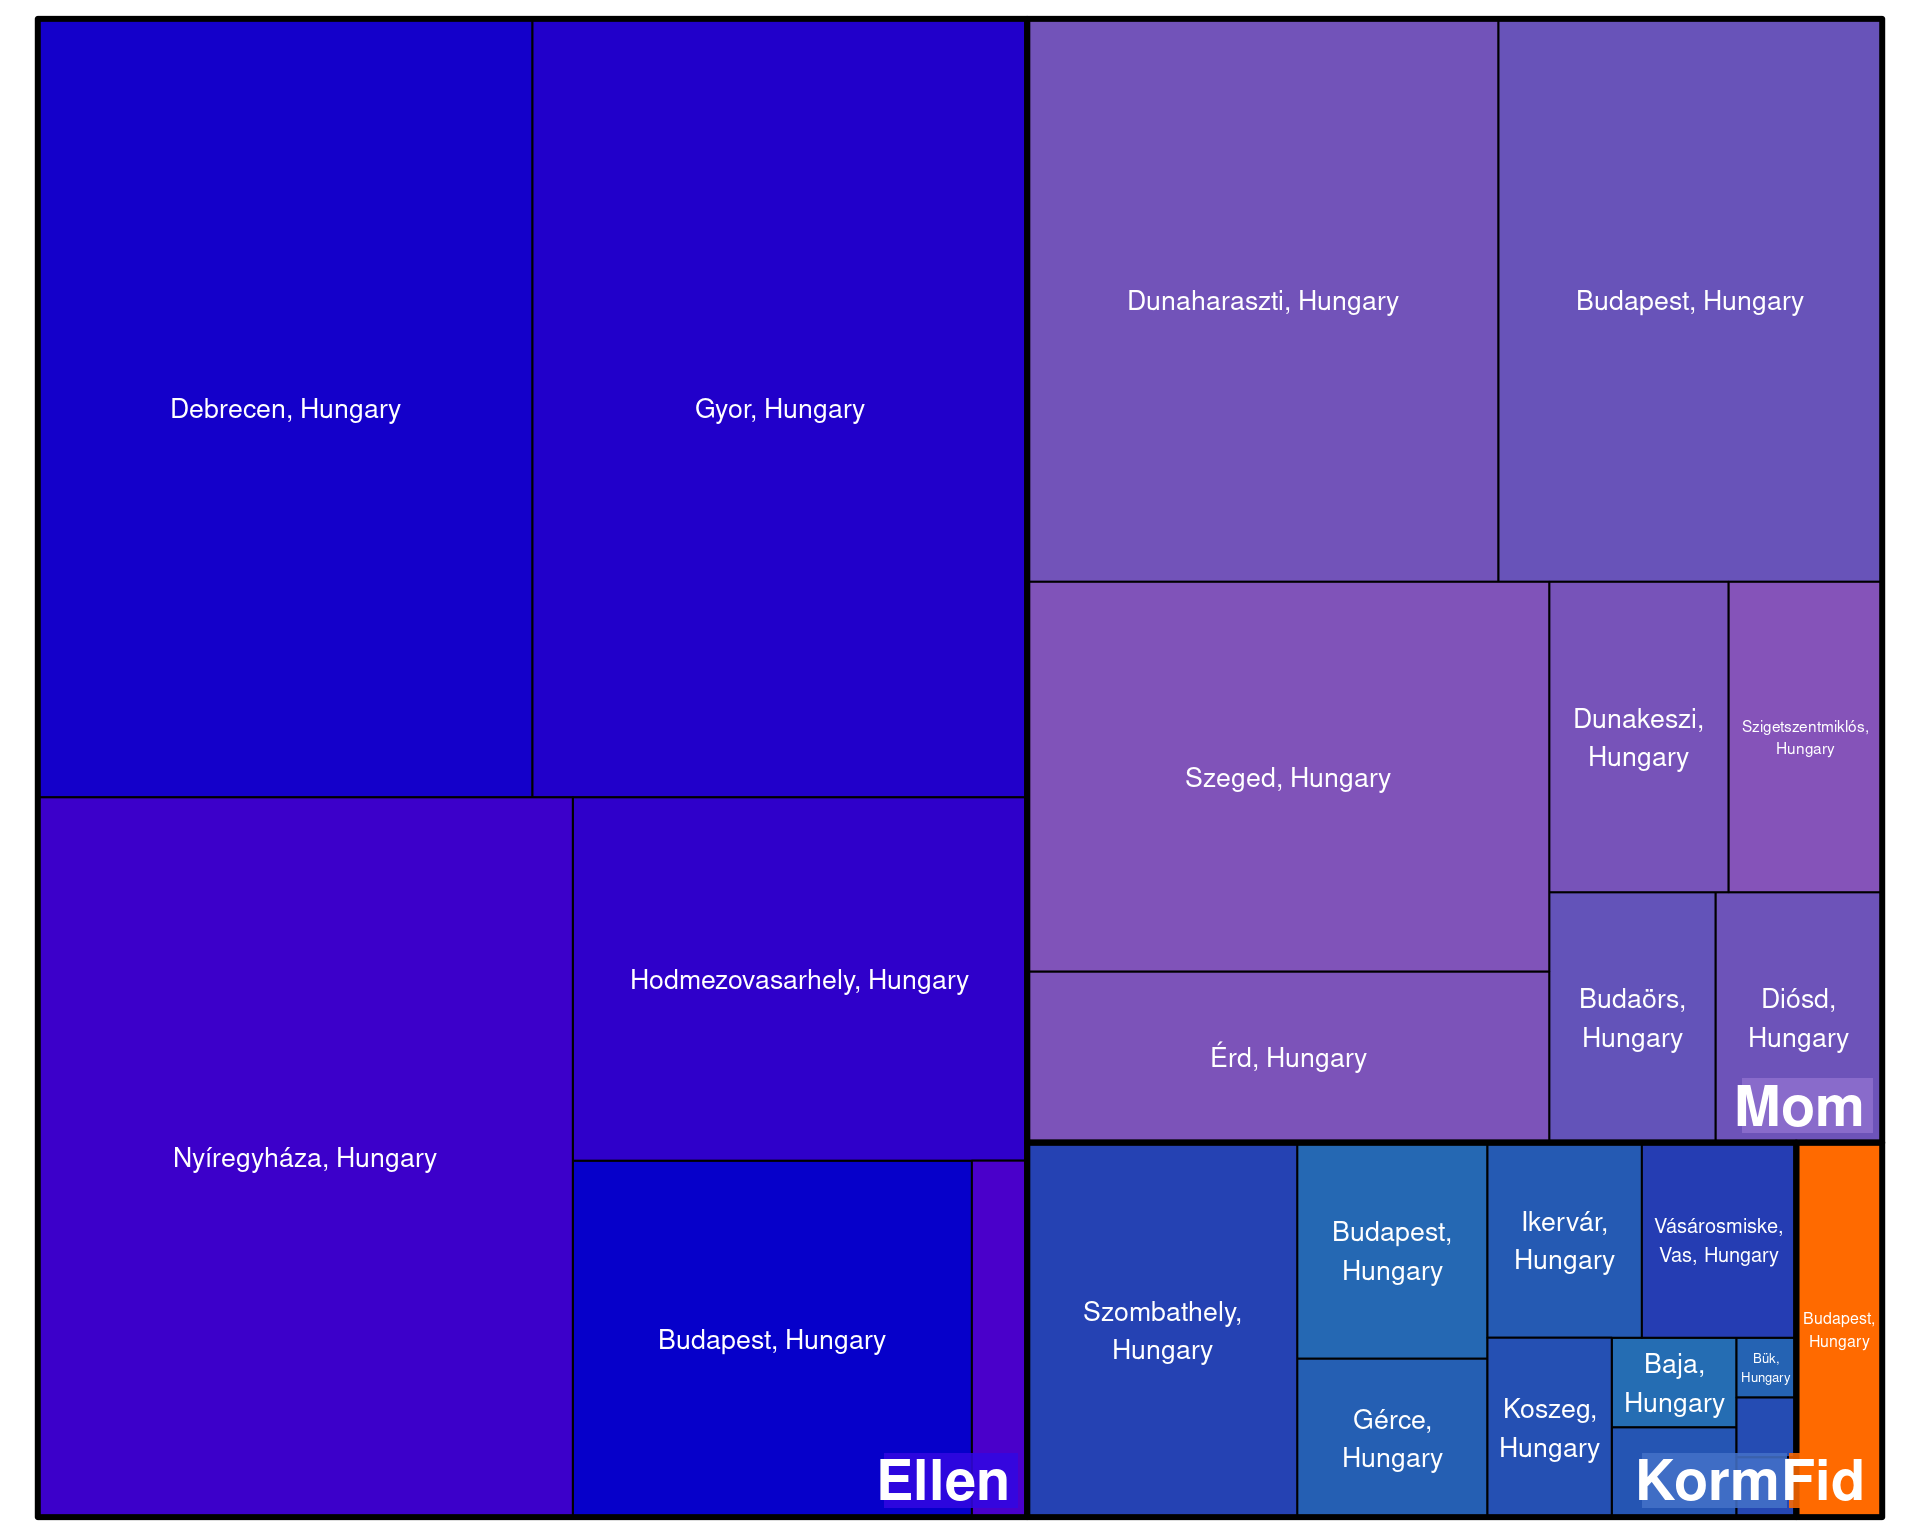 Debrecen, Hungary
Gyor, Hungary
Nyíregyháza, Hungary
Hodmezovasarhely, Hungary
Budapest, Hungary
Ellen
Dunaharaszti, Hungary
Budapest, Hungary
Szeged, Hungary
Dunakeszi,
Hungary
Szigetszentmiklós,
Hungary
Érd, Hungary
Budaörs,
Hungary
Diósd,
Hungary
Mom
Szombathely,
Hungary
Budapest,
Hungary
Gérce,
Hungary
Ikervár,
Hungary
Vásárosmiske,
Vas, Hungary
Koszeg,
Hungary
Baja,
Hungary
Bük,
Hungary
Budapest,
Hungary
KormFid